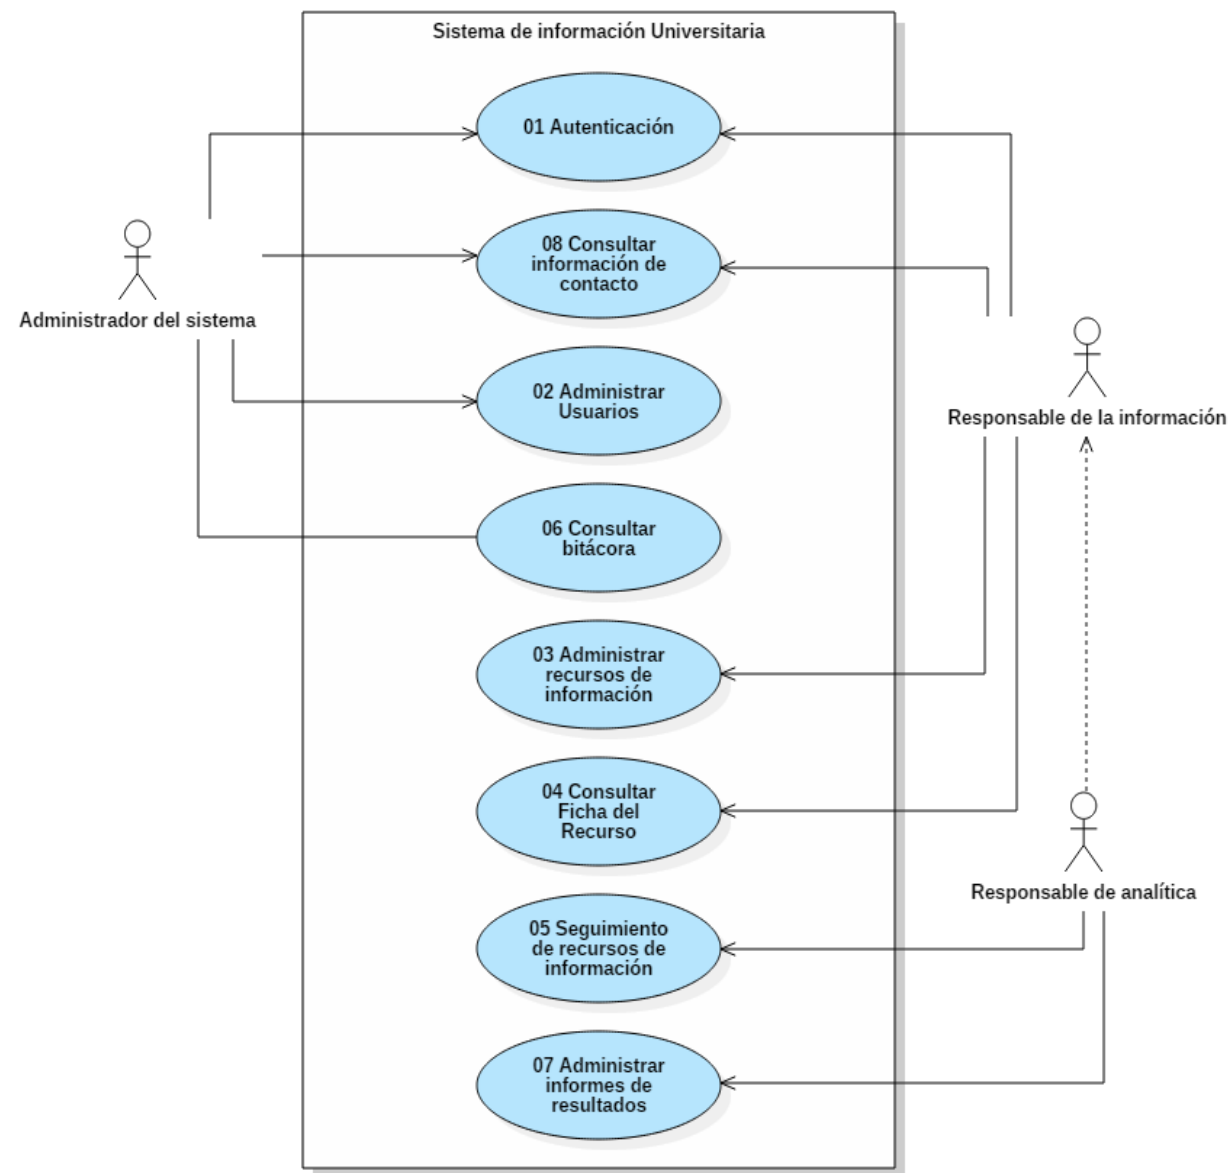 Sistema de información Universitaria
01 Autenticación
08 Consultar
información de
contacto
Administrador del sistema
02 Administrar
Usuarios
Responsable de la información
06 Consultar
bitácora
03 Administrar
recursos de
información
04 Consultar
Ficha del
Recurso
Responsable de analítica
05 Seguimiento
de recursos de
información
07 Administrar
informes de
resultados